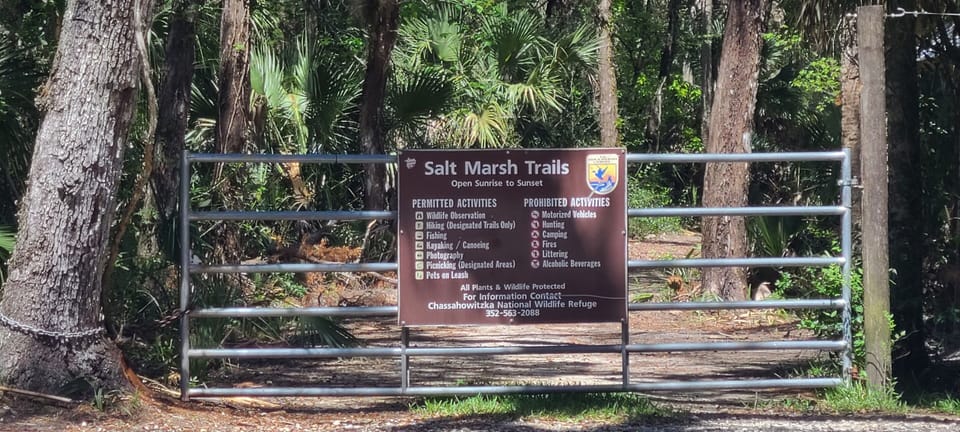 Salt Marsh Trails
Open Sunrise to Sunset
PERMITTED ACTIVITIES
Wildlife Observation
Hiking (Designated Trails Only)
Fishing
Kayaking / Canoeing
Photography
Picnicking (Designated Areas)
Pets on Leash
PROHIBITED ACTIVITIES
Motorized Vehicles
Hunting
Camping
Fires
Littering
Alcoholic Beverages
All Plants & Wildlife Protected
For Information Contact
Chassahowitzka National Wildlife Refuge
352-563-2088